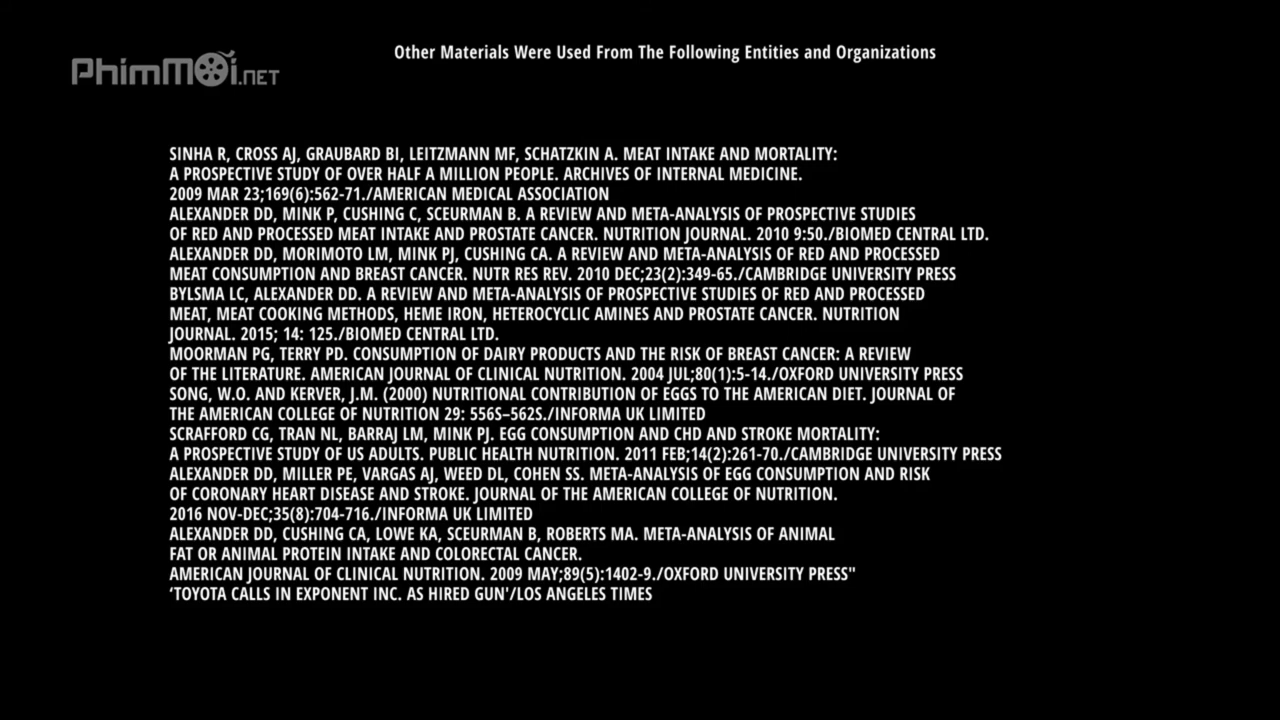 PhimMỡi.NET
Other Materials Were Used From The Following Entities and Organizations
SINHA R, CROSS AJ, GRAUBARD BI, LEITZMANN MF, SCHATZKIN A. MEAT INTAKE AND MORTALITY:
A PROSPECTIVE STUDY OF OVER HALF A MILLION PEOPLE. ARCHIVES OF INTERNAL MEDICINE.
2009 MAR 23;169(6):562-71./AMERICAN MEDICAL ASSOCIATION
ALEXANDER DD, MINK P, CUSHING C, SCEURMAN B. A REVIEW AND META-ANALYSIS OF PROSPECTIVE STUDIES
OF RED AND PROCESSED MEAT INTAKE AND PROSTATE CANCER. NUTRITION JOURNAL. 2010 9:50./BIOMED CENTRAL LTD.
ALEXANDER DD, MORIMOTO LM, MINK PJ, CUSHING CA. A REVIEW AND META-ANALYSIS OF RED AND PROCESSED
MEAT CONSUMPTION AND BREAST CANCER. NUTR RES REV. 2010 DEC;23(2):349-65./CAMBRIDGE UNIVERSITY PRESS
BYLSMA LC, ALEXANDER DD. A REVIEW AND META-ANALYSIS OF PROSPECTIVE STUDIES OF RED AND PROCESSED
MEAT, MEAT COOKING METHODS, HEME IRON, HETEROCYCLIC AMINES AND PROSTATE CANCER. NUTRITION
JOURNAL. 2015; 14: 125./BIOMED CENTRAL LTD.
MOORMAN PG, TERRY PD. CONSUMPTION OF DAIRY PRODUCTS AND THE RISK OF BREAST CANCER: A REVIEW
OF THE LITERATURE. AMERICAN JOURNAL OF CLINICAL NUTRITION. 2004 JUL;80(1):5-14./OXFORD UNIVERSITY PRESS
SONG, W.O. AND KERVER, J.M. (2000) NUTRITIONAL CONTRIBUTION OF EGGS TO THE AMERICAN DIET. JOURNAL OF
THE AMERICAN COLLEGE OF NUTRITION 29: 556S–562S./INFORMA UK LIMITED
SCRAFFORD CG, TRAN NL, BARRAJ LM, MINK PJ. EGG CONSUMPTION AND CHD AND STROKE MORTALITY:
A PROSPECTIVE STUDY OF US ADULTS. PUBLIC HEALTH NUTRITION. 2011 FEB;14(2):261-70./CAMBRIDGE UNIVERSITY PRESS
ALEXANDER DD, MILLER PE, VARGAS AJ, WEED DL, COHEN SS. META-ANALYSIS OF EGG CONSUMPTION AND RISK
OF CORONARY HEART DISEASE AND STROKE. JOURNAL OF THE AMERICAN COLLEGE OF NUTRITION.
2016 NOV-DEC;35(8):704-716./INFORMA UK LIMITED
ALEXANDER DD, CUSHING CA, LOWE KA, SCEURMAN B, ROBERTS MA. META-ANALYSIS OF ANIMAL
FAT OR ANIMAL PROTEIN INTAKE AND COLORECTAL CANCER.
AMERICAN JOURNAL OF CLINICAL NUTRITION. 2009 MAY;89(5):1402-9./OXFORD UNIVERSITY PRESS"
‘TOYOTA CALLS IN EXPONENT INC. AS HIRED GUN'/LOS ANGELES TIMES